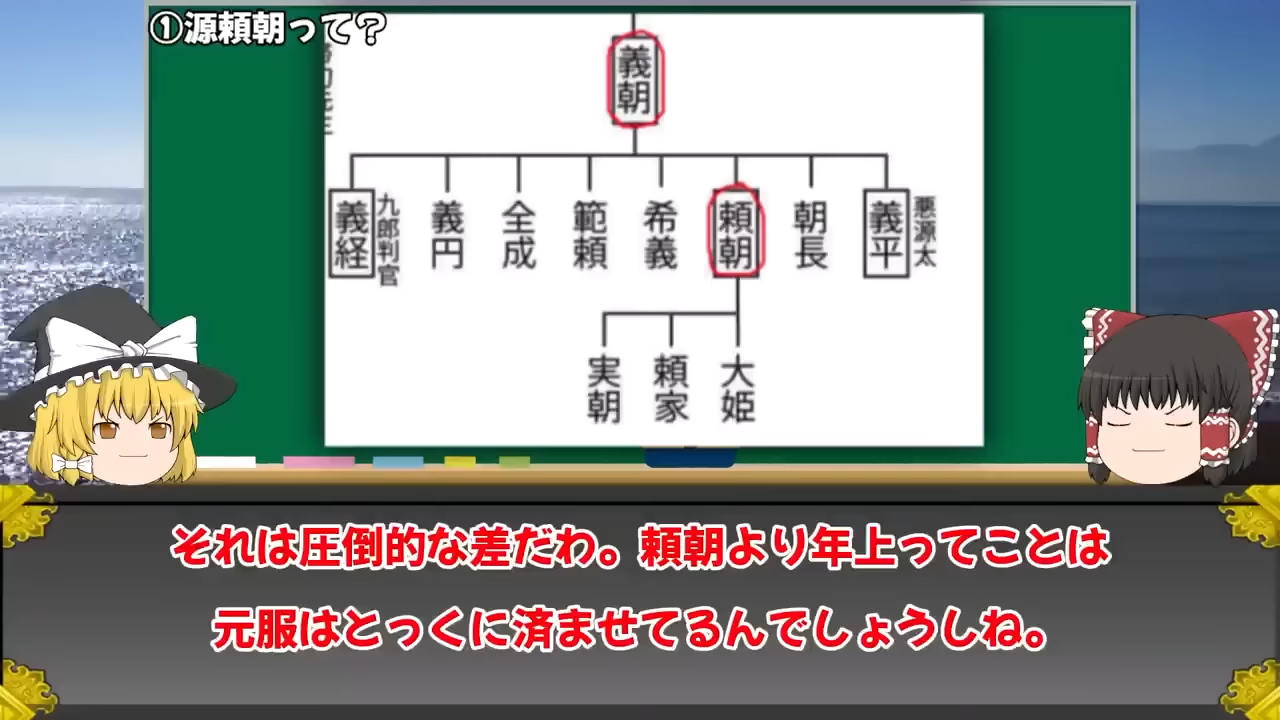 ①源頼朝って?
義朝
悪源太
義平
朝長
頼朝
希義
範頼
全成
義円
九郎判官
義経
大姫
頼家
実朝
それは圧倒的な差だわ。頼朝より年上ってことは
元服はとっくに済ませてるんでしょうしね。